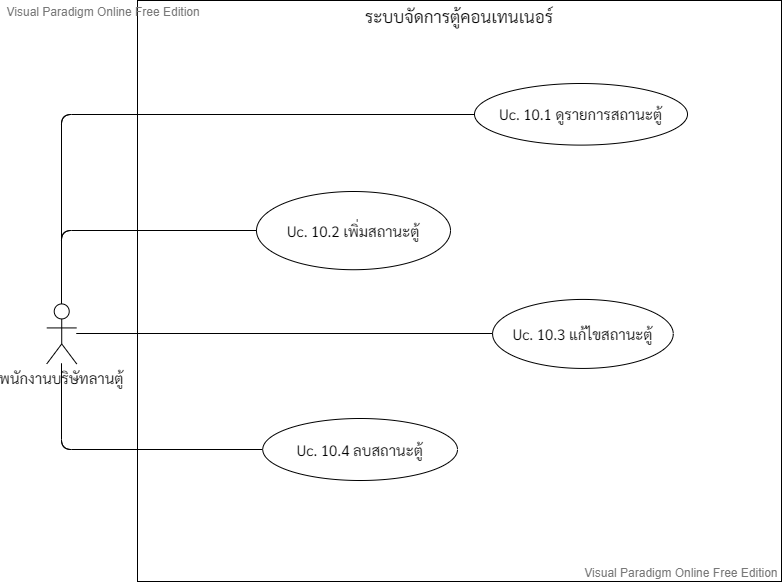 Visual Paradigm Online Free Edition
ระบบจัดการตู้คอนเทนเนอร์
Uc. 10.1 ดูรายการสถานะตู้
Uc. 10.2 เพิ่มสถานะตู้
Uc. 10.3 แก้ไขสถานะตู้
พนักงานบริษัทลานตู้
Uc. 10.4 ลบสถานะตู้
Visual Paradigm Online Free Edition